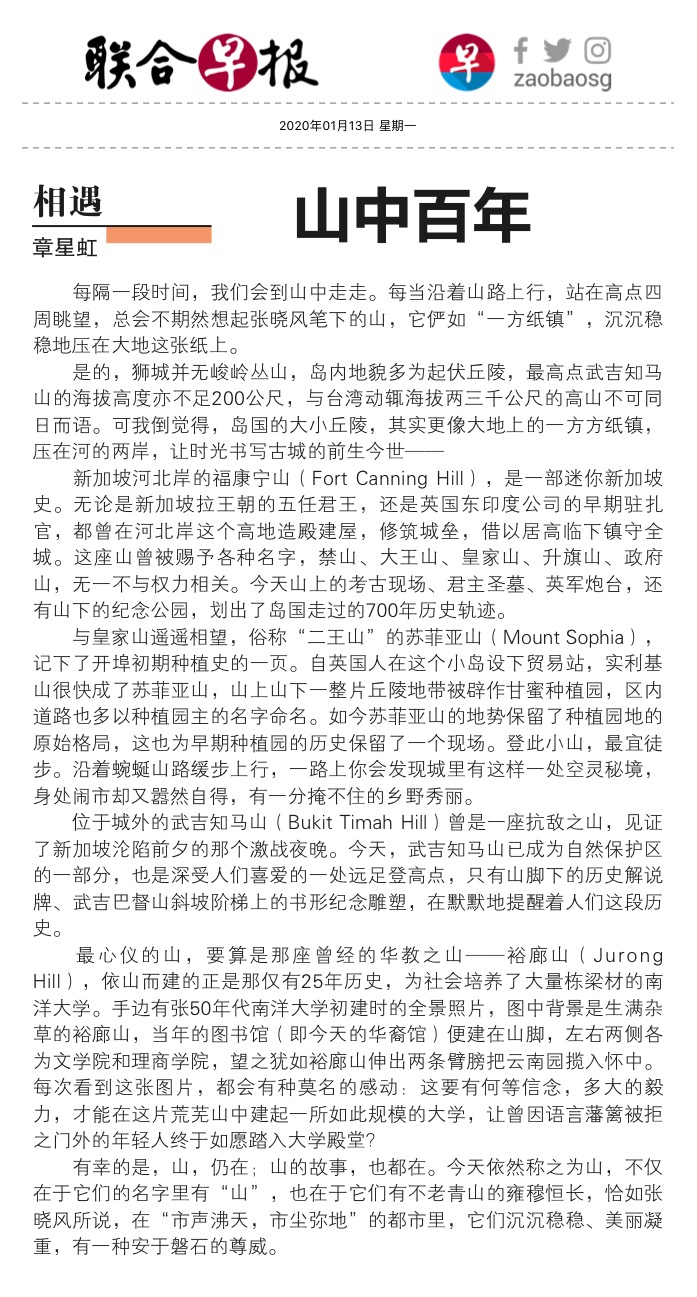 联合早报
早
zaobaosg
2020年01月13日 星期一
相遇
章星虹
山中百年
每隔一段时间，我们会到山中走走。每当沿着山路上行，站在高点四
周眺望，总会不期然想起张晓风笔下的山，它俨如“一方纸镇”，沉沉稳
稳地压在大地这张纸上。
是的，狮城并无峻岭丛山，岛内地貌多为起伏丘陵，最高点武吉知马
山的海拔高度亦不足200公尺，与台湾动辄海拔两三千公尺的高山不可同
日而语。可我倒觉得，岛国的大小丘陵，其实更像大地上的一方方纸镇，
压在河的两岸，让时光书写古城的前生今世——
新加坡河北岸的福康宁山（Fort Canning Hill），是一部迷你新加坡
史。无论是新加坡拉王朝的五任君王，还是英国东印度公司的早期驻扎
官，都曾在河北岸这个高地造殿建屋，修筑城垒，借以居高临下镇守全
城。这座山曾被赐予各种名字，禁山、大王山、皇家山、升旗山、政府
山，无一不与权力相关。今天山上的考古现场、君主圣墓、英军炮台，还
有山下的纪念公园，划出了岛国走过的700年历史轨迹。
与皇家山遥遥相望，俗称“二王山”的苏菲亚山（Mount Sophia），
记下了开埠初期种植史的一页。自英国人在这个小岛设下贸易站，实利基
山很快成了苏菲亚山，山上山下一整片丘陵地带被辟作甘蜜种植园，区内
道路也多以种植园主的名字命名。如今苏菲亚山的地势保留了种植园地的
原始格局，这也为早期种植园的历史保留了一个现场。登此小山，最宜徒
步。沿着蜿蜒山路缓步上行，一路上你会发现城里有这样一处空灵秘境，
身处闹市却又嚣然自得，有一分掩不住的乡野秀丽。
位于城外的武吉知马山（Bukit Timah Hill）曾是一座抗敌之山，见证
了新加坡沦陷前夕的那个激战夜晚。今天，武吉知马山已成为自然保护区
的一部分，也是深受人们喜爱的一处远足登高点，只有山脚下的历史解说
牌、武吉巴督山斜坡阶梯上的书形纪念雕塑，在默默地提醒着人们这段历
史。
最心仪的山，要算是那座曾经的华教之山——裕廊山（Jurong
Hill），依山而建的正是那仅有25年历史，为社会培养了大量栋梁材的南
洋大学。手边有张50年代南洋大学初建时的全景照片，图中背景是生满杂
草的裕廊山，当年的图书馆（即今天的华裔馆）便建在山脚，左右两侧各
为文学院和理商学院，望之犹如裕廊山伸出两条臂膀把云南园揽入怀中。
每次看到这张图片，都会有种莫名的感动：这要有何等信念，多大的毅
力，才能在这片荒芜山中建起一所如此规模的大学，让曾因语言藩篱被拒
之门外的年轻人终于如愿踏入大学殿堂？
有幸的是，山，仍在；山的故事，也都在。今天依然称之为山，不仅
在于它们的名字里有“山”，也在于它们有不老青山的雍穆恒长，恰如张
晓风所说，在“市声沸天，市尘弥地”的都市里，它们沉沉稳稳、美丽凝
重，有一种安于磐石的尊威。